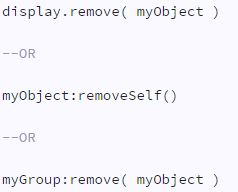 display.remove( myObject )
--OR
myObject:removeSelf()
--OR
myGroup:remove( myObject )